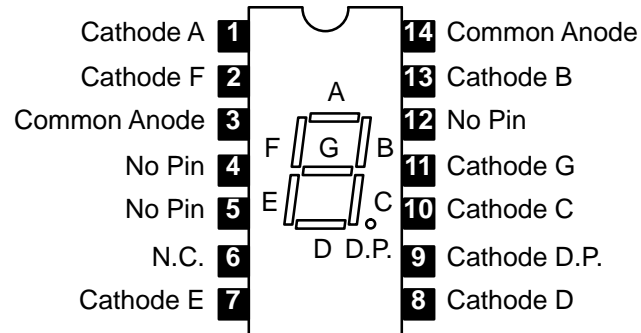 Cathode A 1
14 Common Anode
Cathode F 2
13 Cathode B
Common Anode 3
12 No Pin
No Pin 4
11 Cathode G
No Pin 5
10 Cathode C
N.C. 6
9 Cathode D.P.
Cathode E 7
8 Cathode D
A
F G B
E C
D D.P.